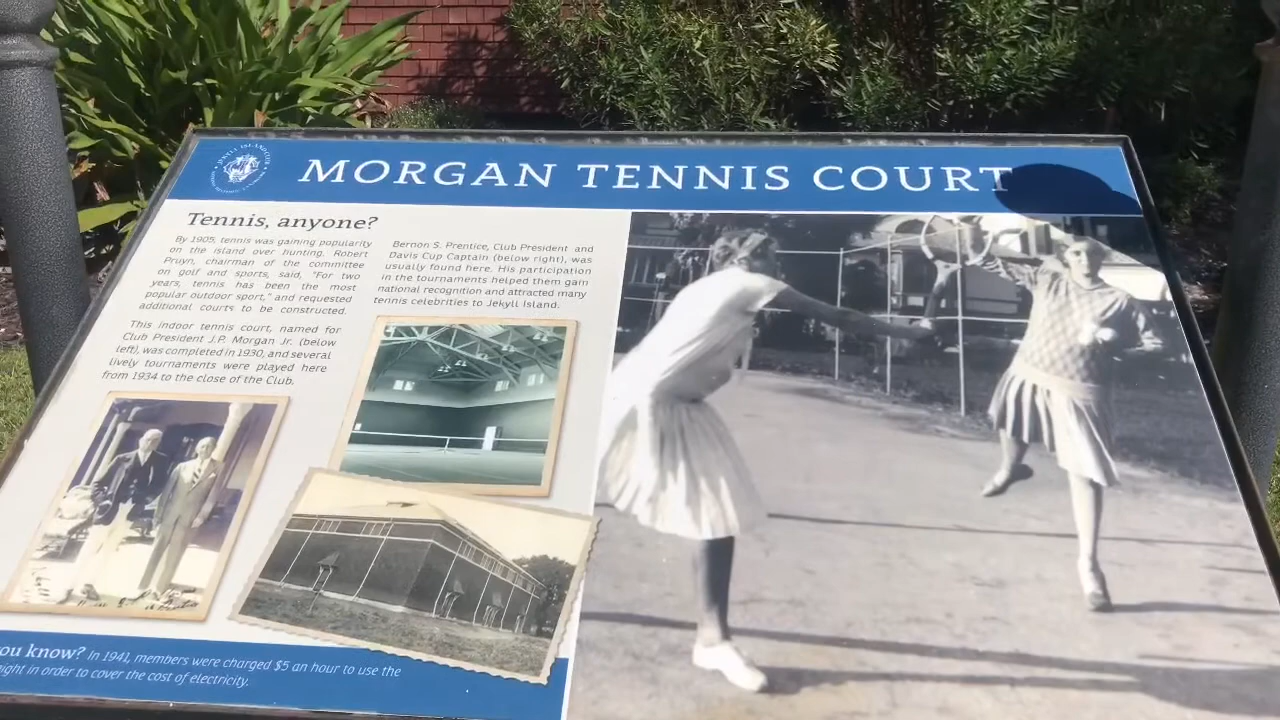 MORGAN TENNIS COURT
Tennis, anyone?
By 1905, tennis was gaining popularity
on the island over hunting. Robert
Pruyn, chairman of the committee
on golf and sports, said, "For two
years, tennis has been the most
popular outdoor sport," and requested
additional courts to be constructed.
This indoor tennis court, named for
Club President J.P. Morgan Jr. (below
left), was completed in 1930, and several
lively tournaments were played here
from 1934 to the close of the Club.
Bernon S. Prentice, Club President and
Davis Cup Captain (below right), was
usually found here. His participation
in the tournaments helped them gain
national recognition and attracted many
tennis celebrities to Jekyll Island.
you know? In 1941, members were charged $5 an hour to use the
night in order to cover the cost of electricity.